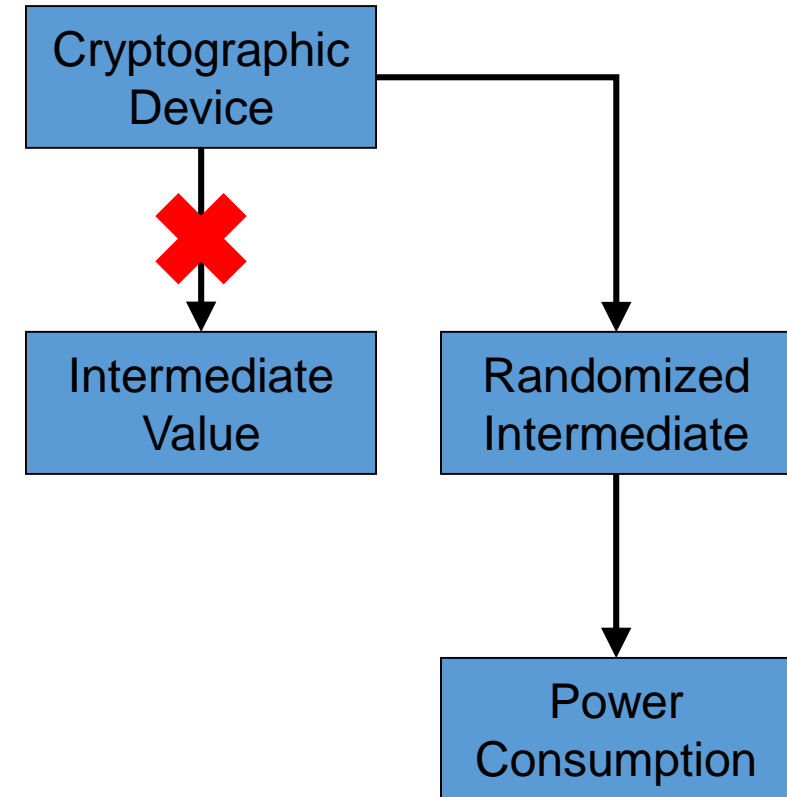 Cryptographic
Device
Intermediate
Value
Randomized
Intermediate
Power
Consumption